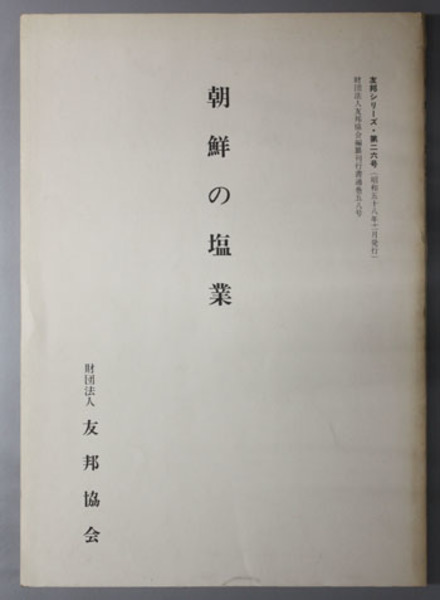 友邦シリーズ・第二六号（昭和五十八年十二月発行）
財団法人友邦協会編纂刊行書通巻五八号
朝鮮の塩業
財団法人 友邦協会